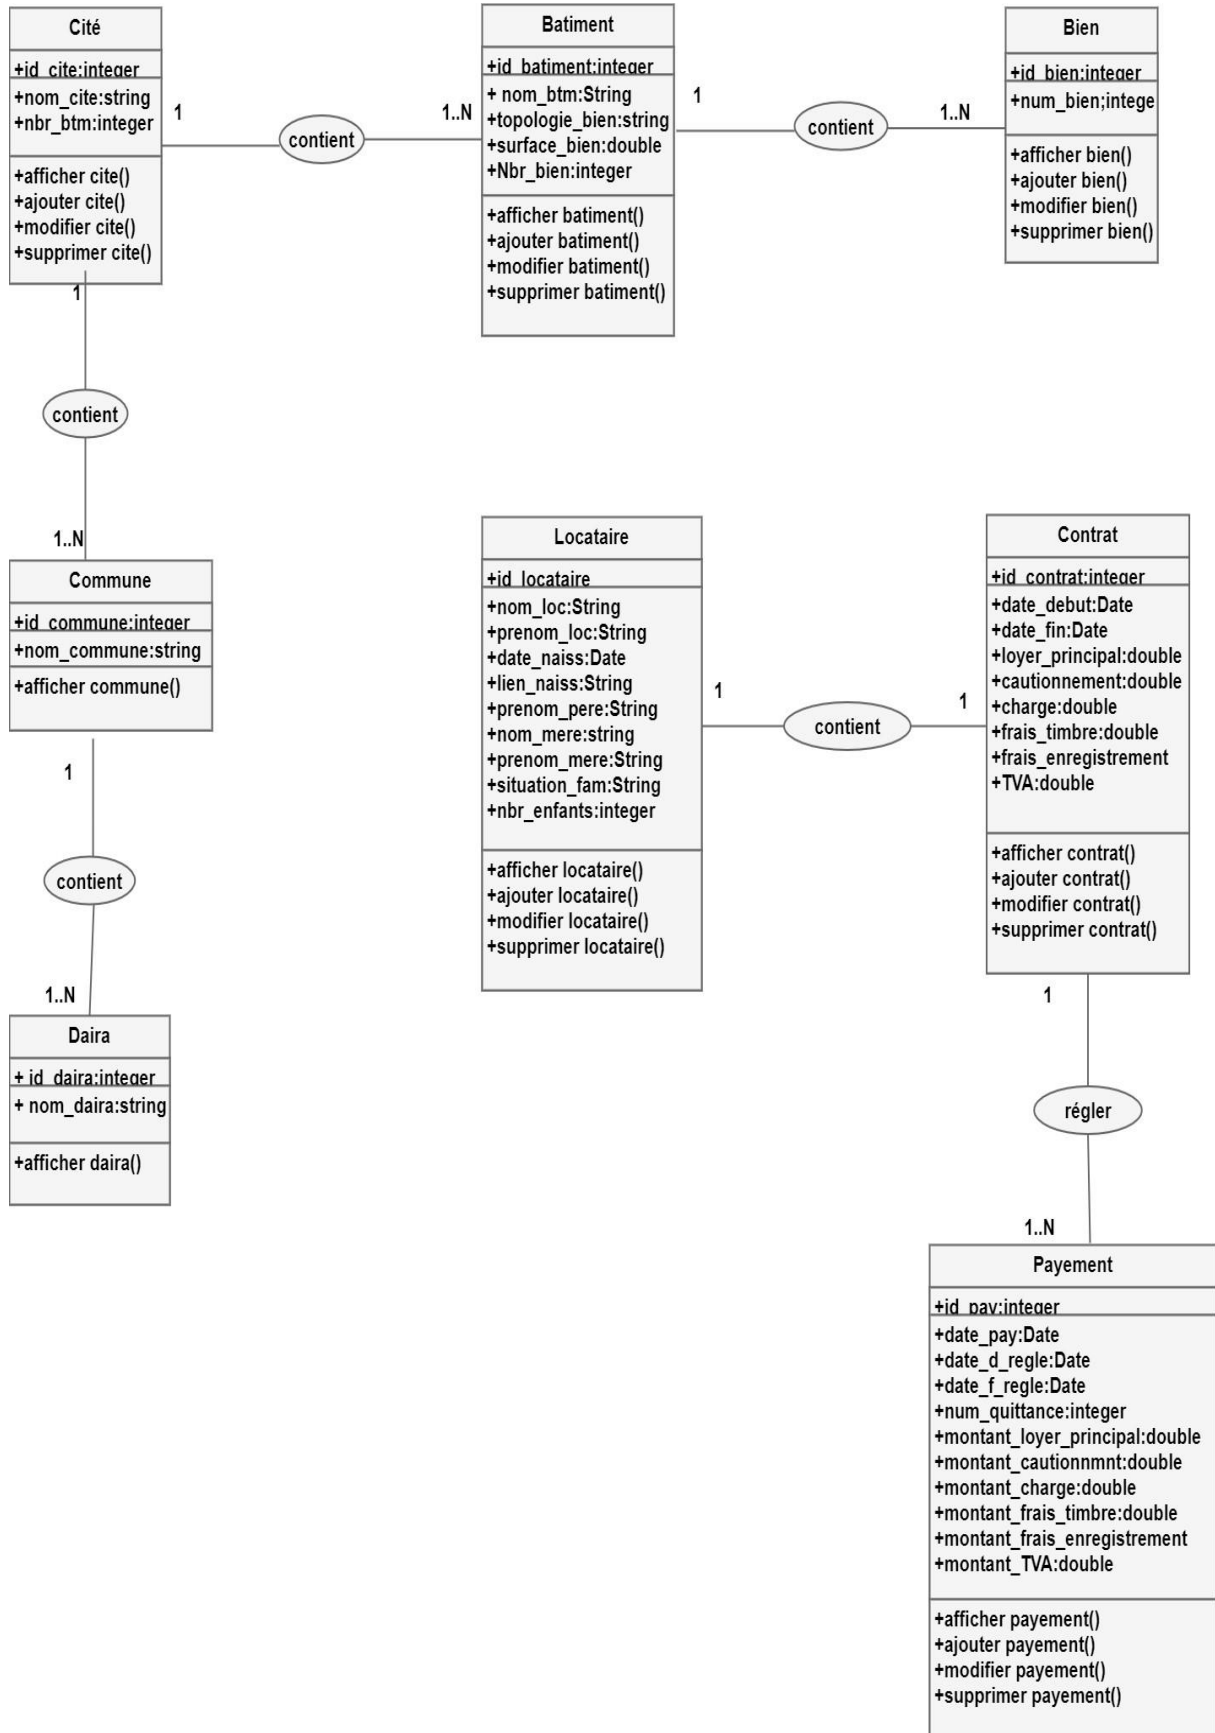 Cité
+id_cite:integer
+nom_cite:string
+nbr_btm:integer
+afficher cite()
+ajouter cite()
+modifier cite()
+supprimer cite()
1
contient
1..N
Batiment
+id_batiment:integer
+ nom_btm:String
+topologie_bien:string
+surface_bien:double
+Nbr_bien:integer
+afficher batiment()
+ajouter batiment()
+modifier batiment()
+supprimer batiment()
1
contient
1..N
Bien
+id_bien:integer
+num_bien;intege
+afficher bien()
+ajouter bien()
+modifier bien()
+supprimer bien()
1
contient
1..N
Commune
+id_commune:integer
+nom_commune:string
+afficher commune()
1
contient
1..N
Daira
+ id_daira:integer
+ nom_daira:string
+afficher daira()
Locataire
+id_locataire
+nom_loc:String
+prenom_loc:String
+date_naiss:Date
+lien_naiss:String
+prenom_pere:String
+nom_mere:string
+prenom_mere:String
+situation_fam:String
+nbr_enfants:integer
+afficher locataire()
+ajouter locataire()
+modifier locataire()
+supprimer locataire()
1
contient
1
Contrat
+id_contrat:integer
+date_debut:Date
+date_fin:Date
+loyer_principal:double
+cautionnement:double
+charge:double
+frais_timbre:double
+frais_enregistrement
+TVA:double
+afficher contrat()
+ajouter contrat()
+modifier contrat()
+supprimer contrat()
1
régler
1..N
Payement
+id_pay:integer
+date_pay:Date
+date_d_regle:Date
+date_f_regle:Date
+num_quittance:integer
+montant_loyer_principal:double
+montant_cautionnmnt:double
+montant_charge:double
+montant_frais_timbre:double
+montant_frais_enregistrement
+montant_TVA:double
+afficher payement()
+ajouter payement()
+modifier payement()
+supprimer payement()